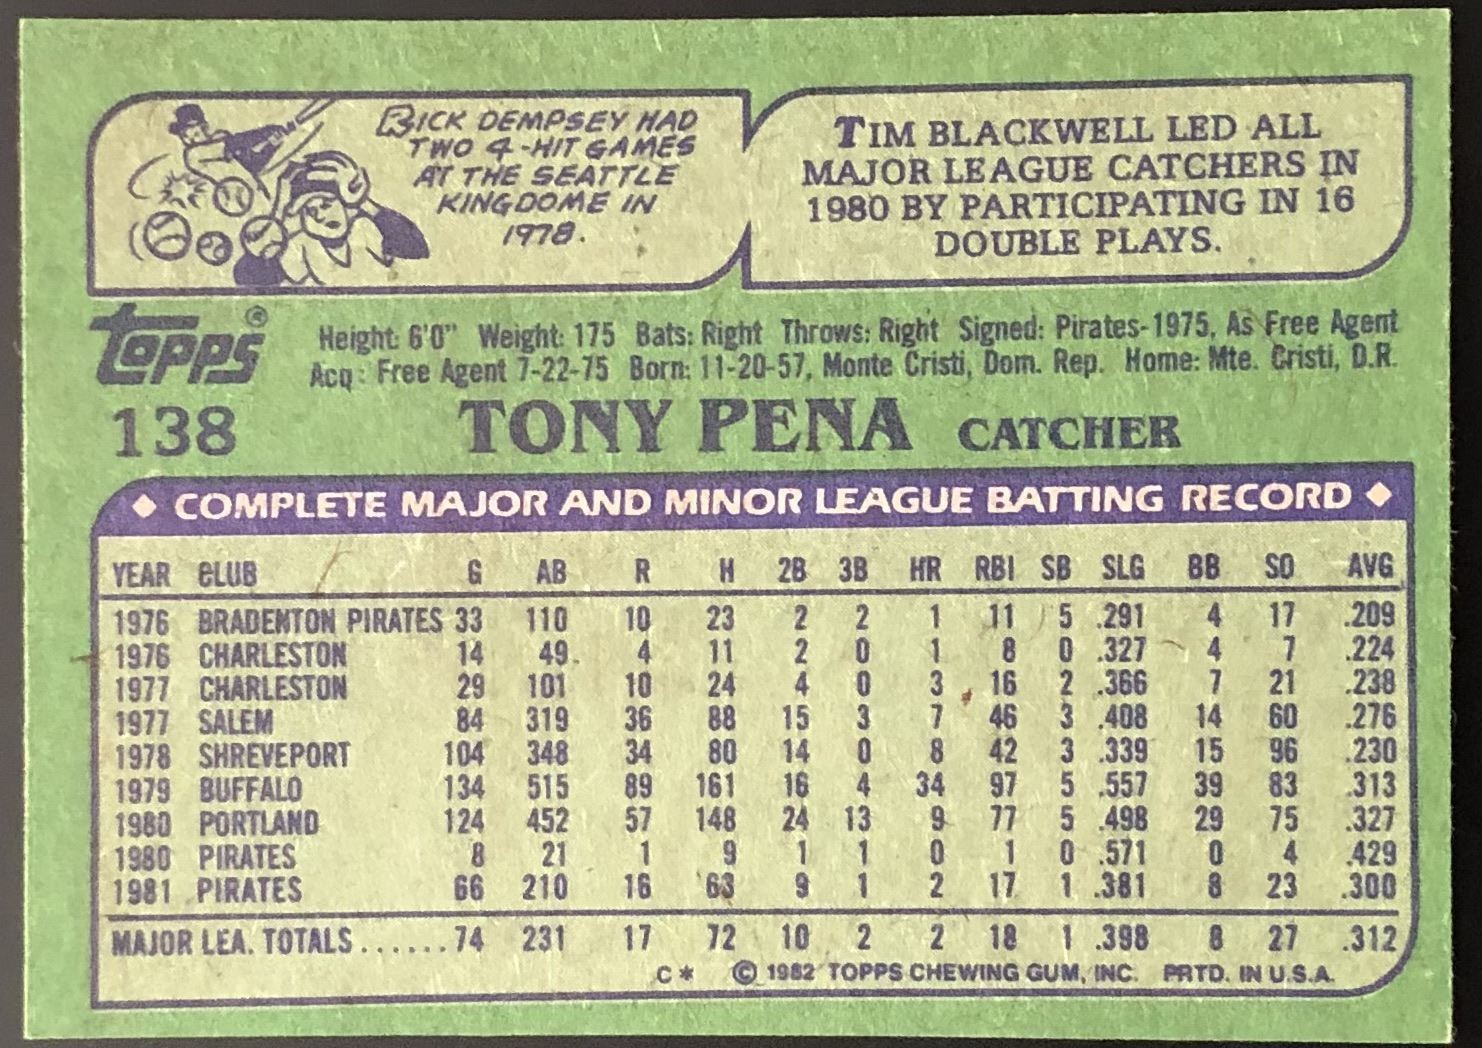 RICK DEMPSEY HAD
TWO 4-HIT GAMES
AT THE SEATTLE
KINGDOME IN
1978.
TIM BLACKWELL LED ALL
MAJOR LEAGUE CATCHERS IN
1980 BY PARTICIPATING IN 16
DOUBLE PLAYS.
TOPPS®
Height: 6'0" Weight: 175 Bats: Right Throws: Right Signed: Pirates-1975, As Free Agent
Acq: Free Agent 7-22-75 Born: 11-20-57, Monte Cristi, Dom. Rep. Home: Mte. Cristi, D.R.
138 TONY PENA CATCHER
◆ COMPLETE MAJOR AND MINOR LEAGUE BATTING RECORD ◆
YEAR CLUB G AB R H 2B 3B HR RBI SB SLG BB SO AVG
1976 BRADENTON PIRATES 33 110 10 23 2 2 1 11 5 .291 4 17 .209
1976 CHARLESTON 14 49 4 11 2 0 1 8 0 .327 4 7 .224
1977 CHARLESTON 29 101 10 24 4 0 3 16 2 .366 7 21 .238
1977 SALEM 84 319 36 88 15 3 7 46 3 .408 14 60 .276
1978 SHREVEPORT 104 348 34 80 14 0 8 42 3 .339 15 96 .230
1979 BUFFALO 134 515 89 161 16 4 34 97 5 .557 39 83 .313
1980 PORTLAND 124 452 57 148 24 13 9 77 5 .498 29 75 .327
1980 PIRATES 8 21 1 9 1 1 0 1 0 .571 0 4 .429
1981 PIRATES 66 210 16 63 9 1 2 17 1 .381 8 23 .300
MAJOR LEA. TOTALS......74 231 17 72 10 2 2 18 1 .398 8 27 .312
C* © 1982 TOPPS CHEWING GUM, INC. PRTD. IN U.S.A.